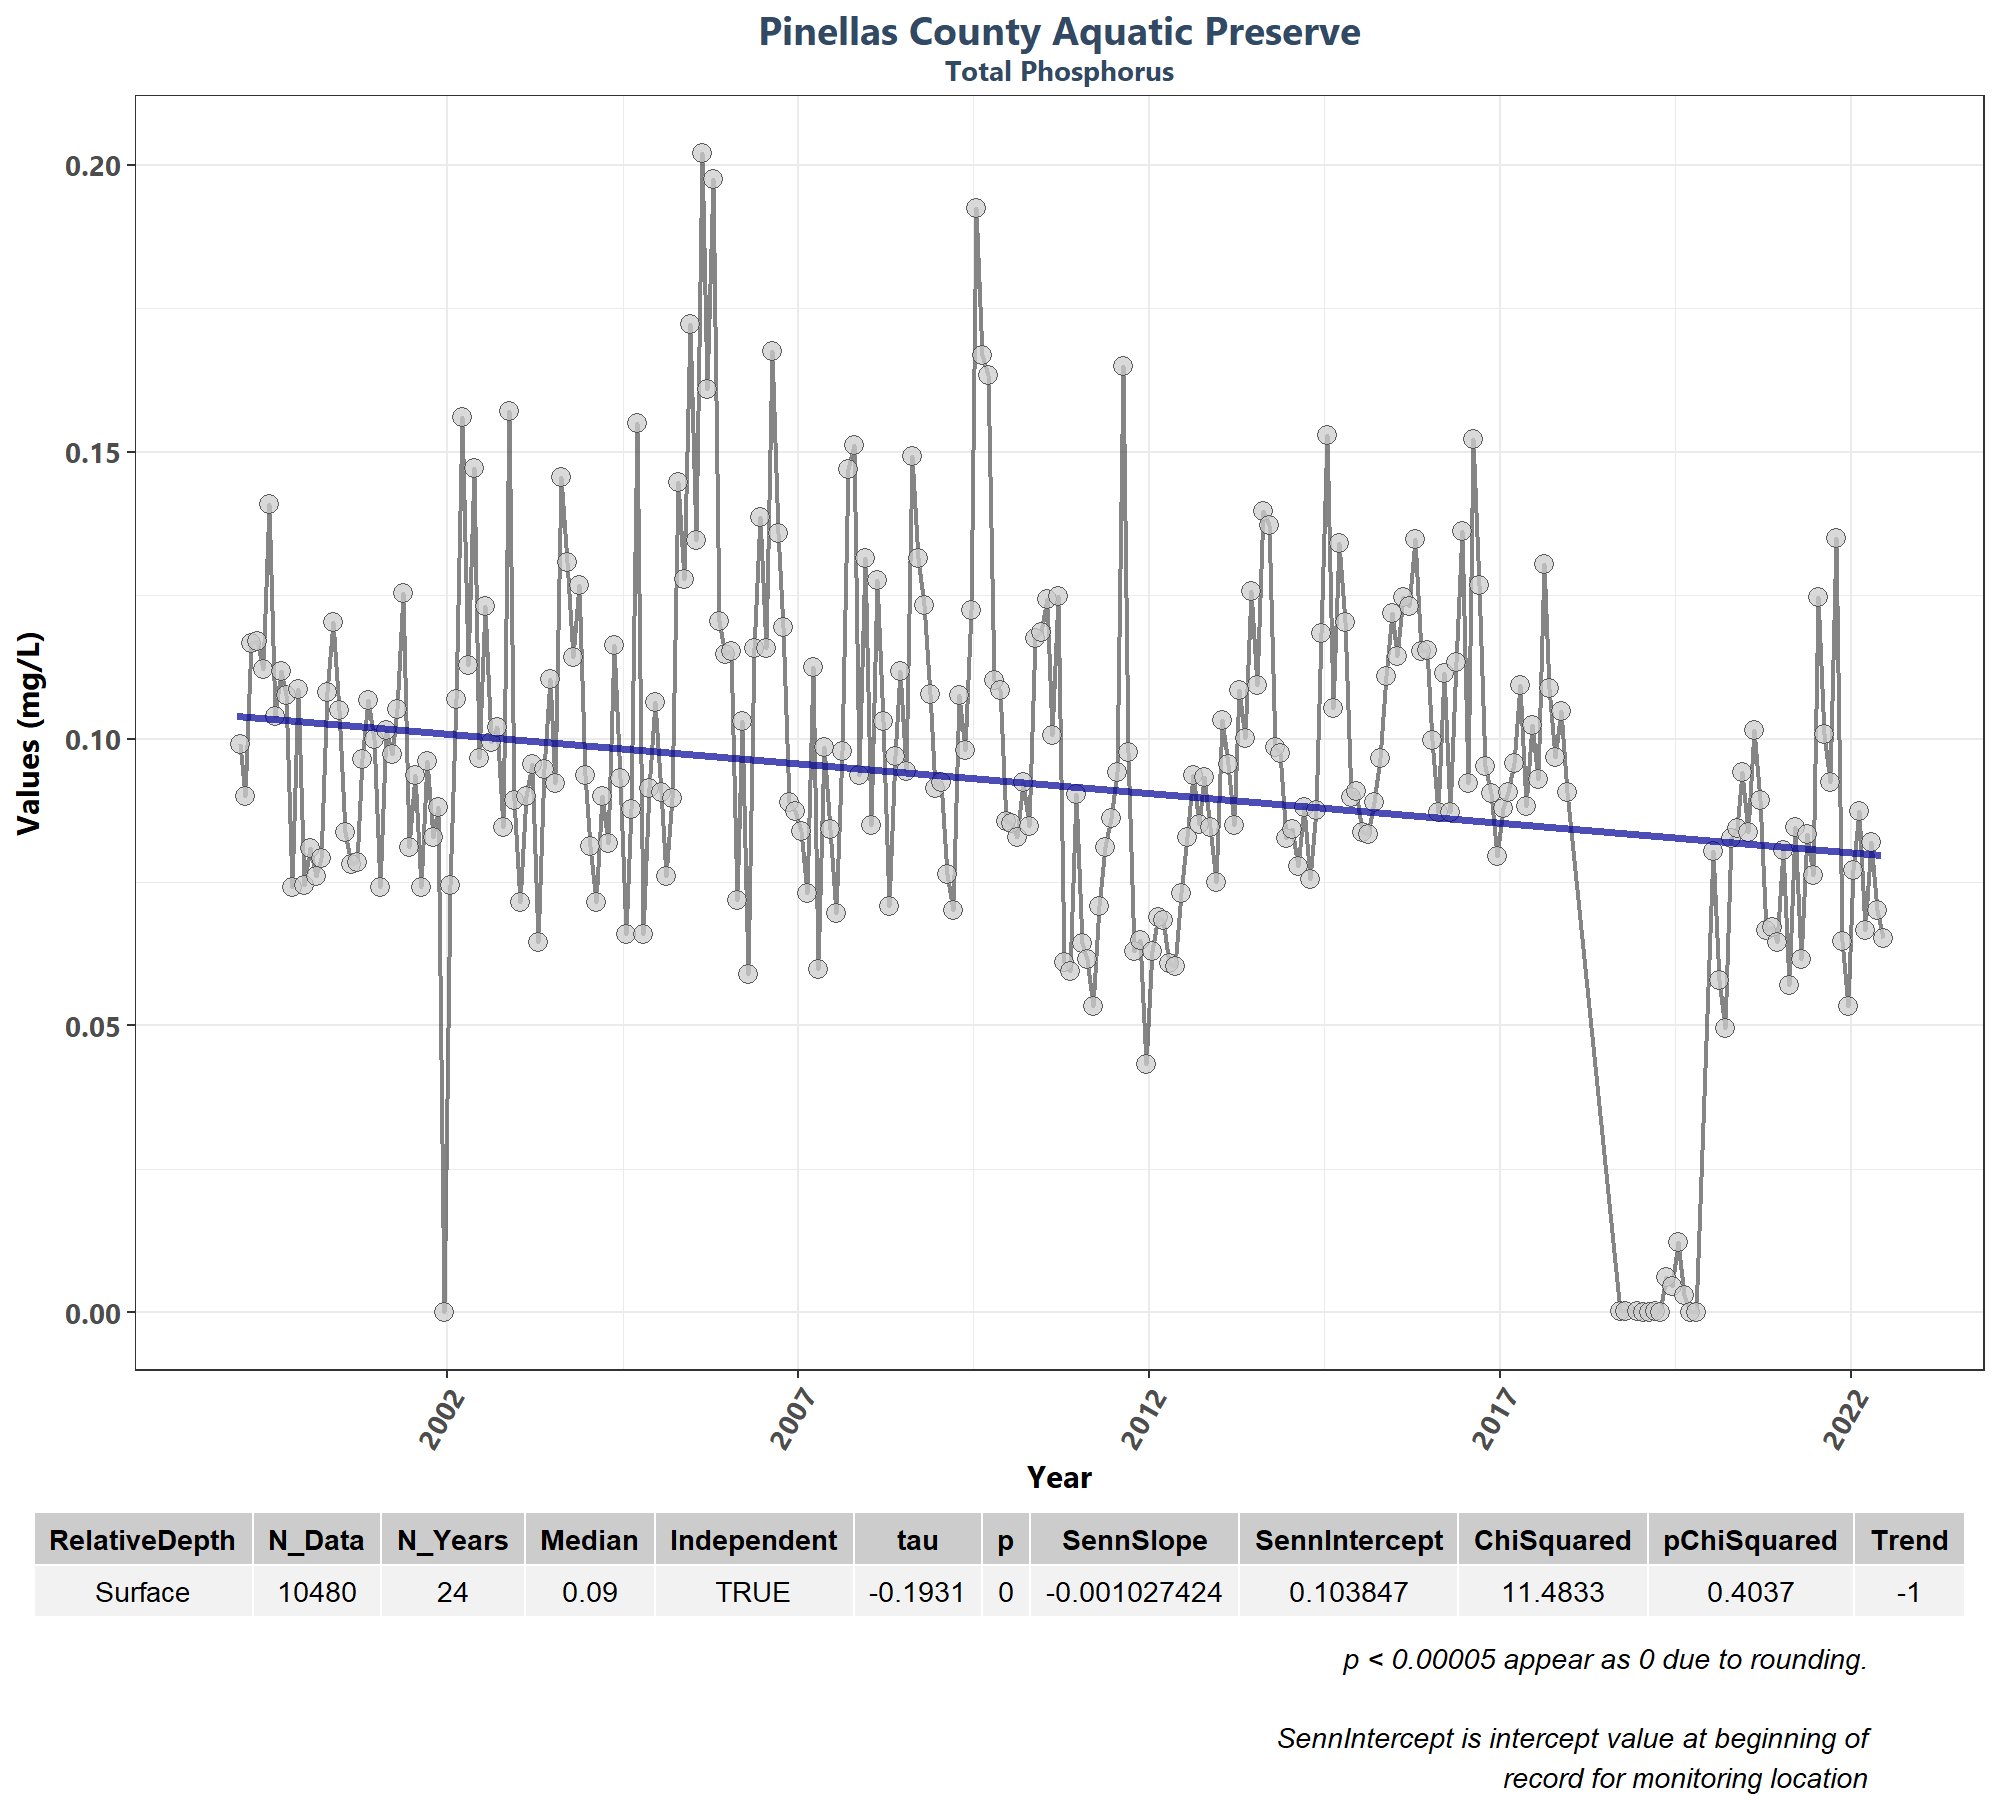 Pinellas County Aquatic Preserve
Total Phosphorus
Values (mg/L)
0.20
0.15
0.10
0.05
0.00
2002 2007 2012 2017 2022
Year
RelativeDepth N_Data N_Years Median Independent tau p SennSlope SennIntercept ChiSquared pChiSquared Trend
Surface 10480 24 0.09 TRUE -0.1931 0 -0.001027424 0.103847 11.4833 0.4037 -1
p < 0.00005 appear as 0 due to rounding.
SennIntercept is intercept value at beginning of
record for monitoring location